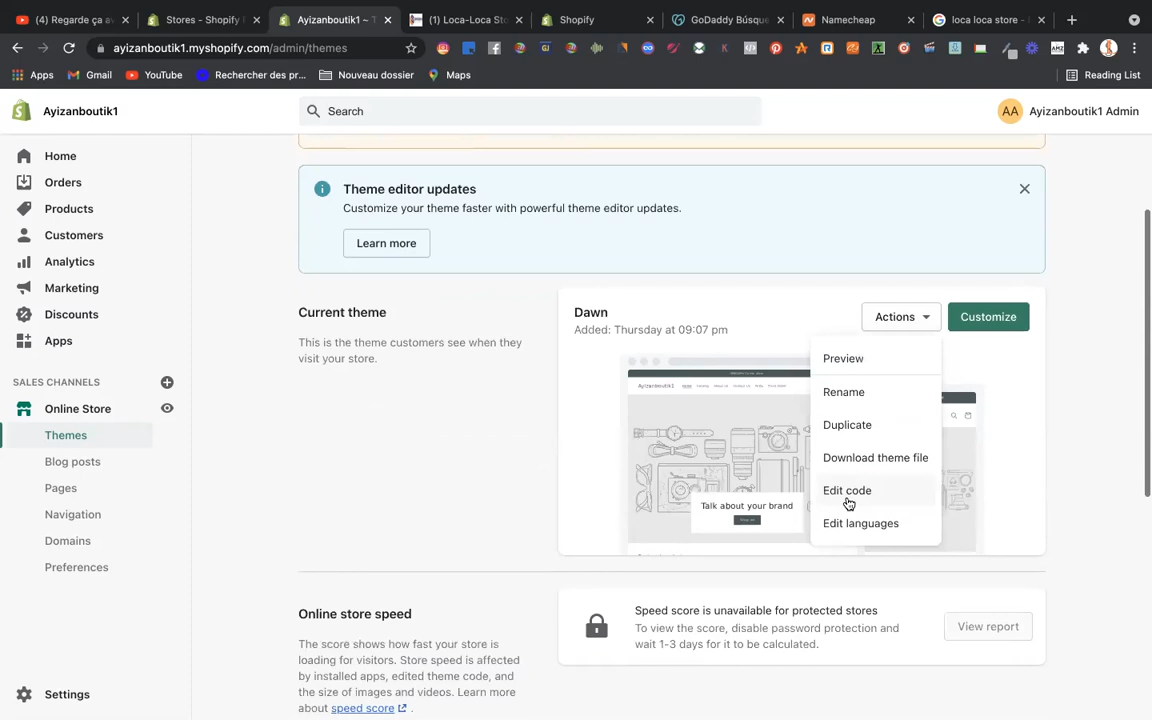 (4) Regarde ça av
Stores - Shopify
Ayizanboutik1 ~ T
(1) Loca-Loca Sto
Shopify
GoDaddy Búsque
Namecheap
loca loca store -
ayizanboutik1.myshopify.com/admin/themes
Apps
Gmail
YouTube
Rechercher des pr...
Nouveau dossier
Maps
Reading List
Ayizanboutik1
Search
AA
Ayizanboutik1 Admin
Home
Orders
Products
Customers
Analytics
Marketing
Discounts
Apps
SALES CHANNELS
Online Store
Themes
Blog posts
Pages
Navigation
Domains
Preferences
Settings
Theme editor updates
Customize your theme faster with powerful theme editor updates.
Learn more
Current theme
This is the theme customers see when they
visit your store.
Dawn
Added: Thursday at 09:07 pm
Actions
Customize
Preview
Rename
Duplicate
Download theme file
Edit code
Edit languages
Ayizanboutik1
Talk about your brand
Online store speed
The score shows how fast your store is
loading for visitors. Store speed is affected
by installed apps, edited theme code, and
the size of images and videos. Learn more
about speed score .
Speed score is unavailable for protected stores
To view the score, disable password protection and
wait 1-3 days for it to be calculated.
View report